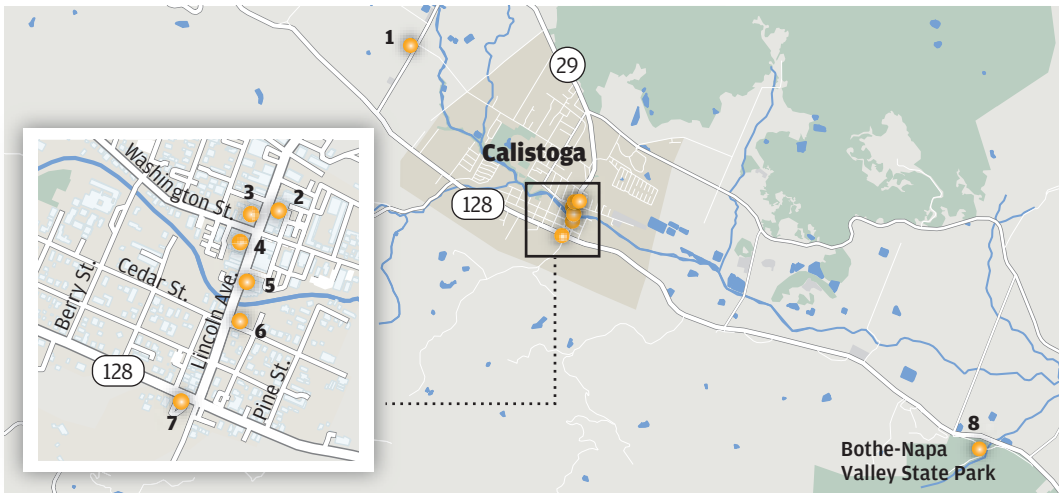 1
29
Calistoga
128
Washington St.
3
2
4
Cedar St.
5
Berry St.
Lincoln Ave.
6
128
Pine St.
7
8
Bothe-Napa
Valley State Park